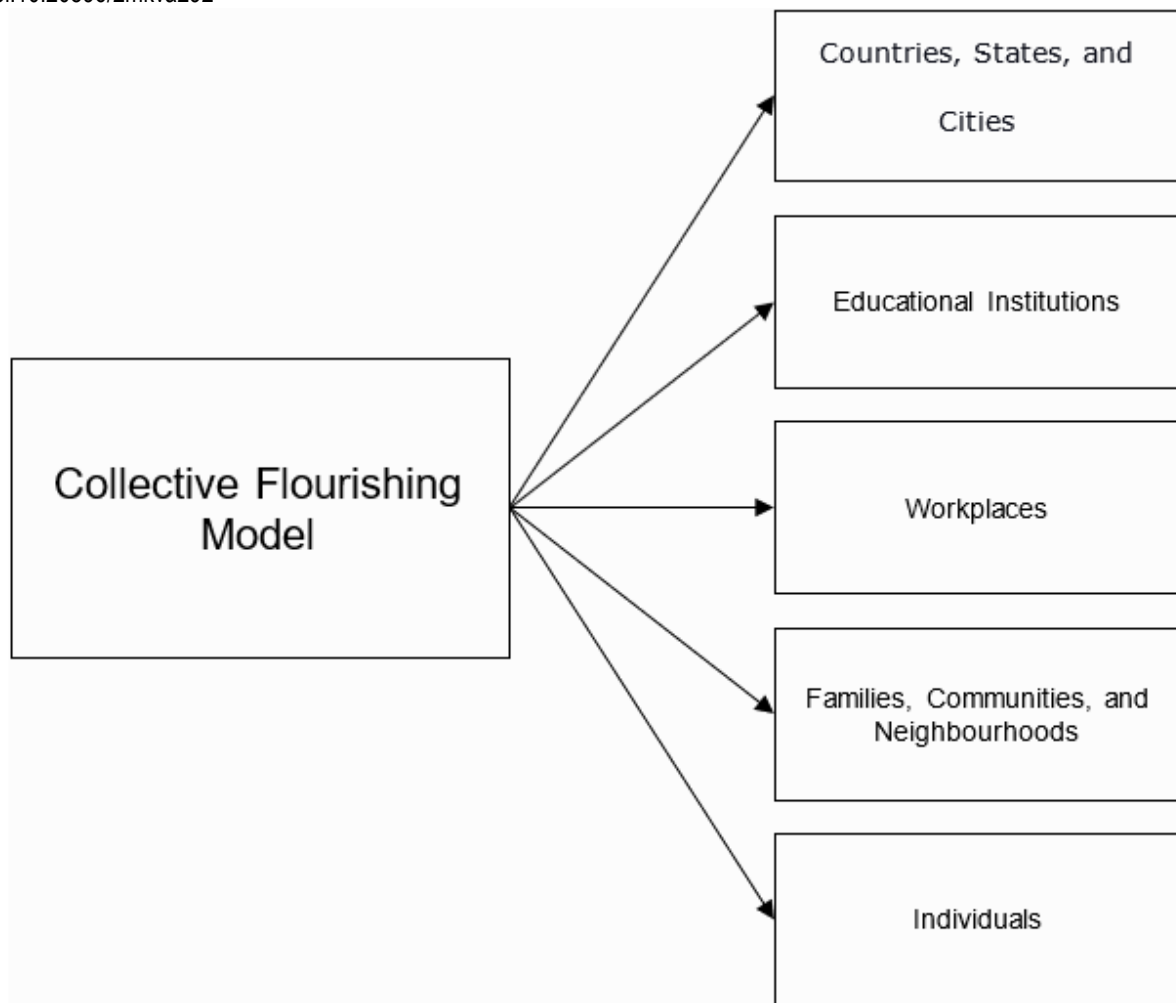 Countries, States, and
Cities
Educational Institutions
Collective Flourishing
Model
Workplaces
Families, Communities, and
Neighbourhoods
Individuals